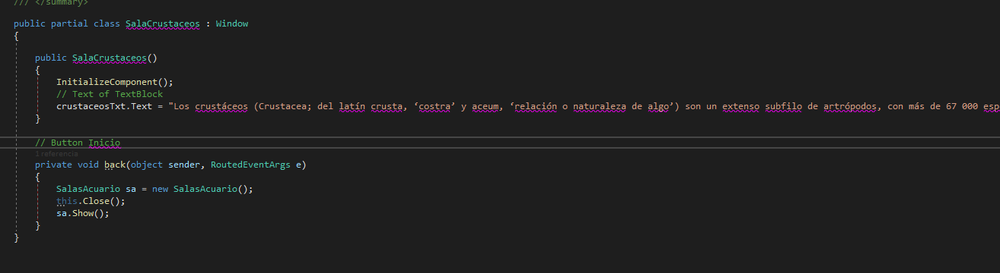 /// </summary>
public partial class SalaCrustaceos : Window
{
public SalaCrustaceos()
{
InitializeComponent();
// Text of TextBlock
crustaceosTxt.Text = "Los crustáceos (Crustacea; del latín crusta, ‘costra’ y aceum, ‘relación o naturaleza de algo’) son un extenso subfilo de artrópodos, con más de 67 000 esp
}
// Button Inicio
1 referencia
private void back(object sender, RoutedEventArgs e)
{
SalasAcuario sa = new SalasAcuario();
this.Close();
sa.Show();
}
}